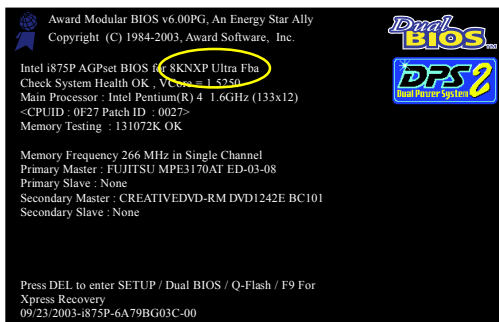 Award Modular BIOS v6.00PG, An Energy Star Ally
Copyright (C) 1984-2003, Award Software, Inc.
Dual
BIOS TM
DPS2
Dual Power System
Intel i875P AGPset BIOS for 8KNXP Ultra Fba
Check System Health OK , VCore = 1.5250
Main Processor : Intel Pentium(R) 4 1.6GHz (133x12)
<CPUID : 0F27 Patch ID : 0027>
Memory Testing : 131072K OK
Memory Frequency 266 MHz in Single Channel
Primary Master : FUJITSU MPE3170AT ED-03-08
Primary Slave : None
Secondary Master : CREATIVEDVD-RM DVD1242E BC101
Secondary Slave : None
Press DEL to enter SETUP / Dual BIOS / Q-Flash / F9 For
Xpress Recovery
09/23/2003-i875P-6A79BG03C-00